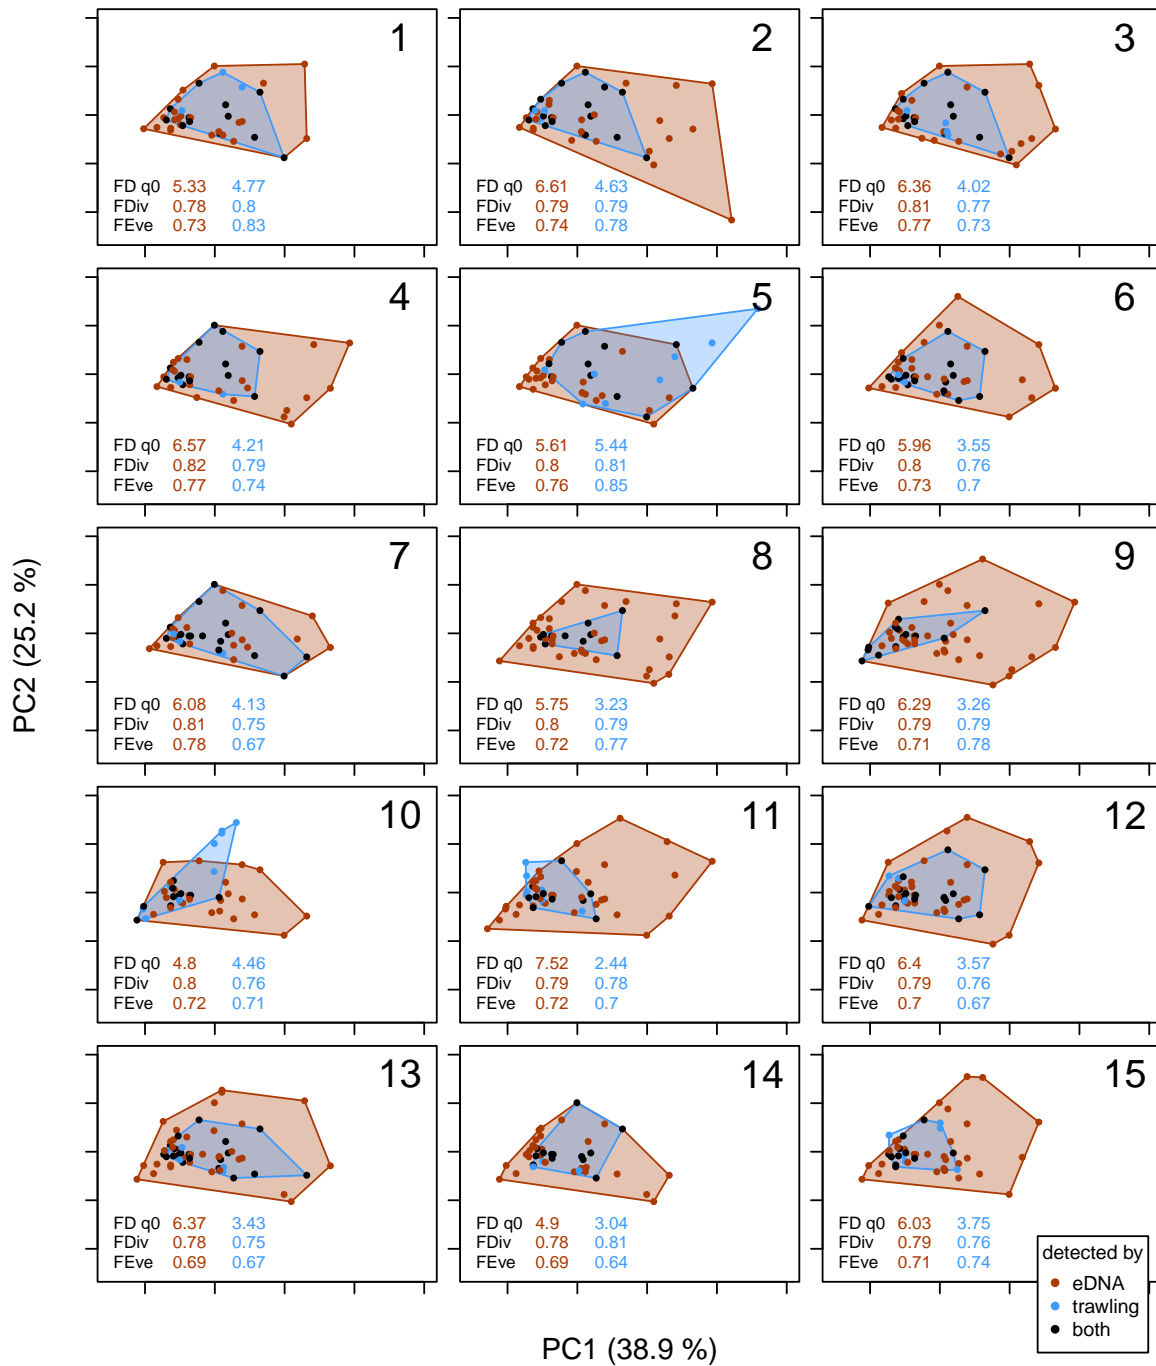 1
FD q0 5.33 4.77
FDiv 0.78 0.8
FEve 0.73 0.83
2
FD q0 6.61 4.63
FDiv 0.79 0.79
FEve 0.74 0.78
3
FD q0 6.36 4.02
FDiv 0.81 0.77
FEve 0.77 0.73
4
FD q0 6.57 4.21
FDiv 0.82 0.79
FEve 0.77 0.74
5
FD q0 5.61 5.44
FDiv 0.8 0.81
FEve 0.76 0.85
6
FD q0 5.96 3.55
FDiv 0.8 0.76
FEve 0.73 0.7
7
FD q0 6.08 4.13
FDiv 0.81 0.75
FEve 0.78 0.67
8
FD q0 5.75 3.23
FDiv 0.8 0.79
FEve 0.72 0.77
9
FD q0 6.29 3.26
FDiv 0.79 0.79
FEve 0.71 0.78
10
FD q0 4.8 4.46
FDiv 0.8 0.76
FEve 0.72 0.71
11
FD q0 7.52 2.44
FDiv 0.79 0.78
FEve 0.72 0.7
12
FD q0 6.4 3.57
FDiv 0.79 0.76
FEve 0.7 0.67
13
FD q0 6.37 3.43
FDiv 0.78 0.75
FEve 0.69 0.67
14
FD q0 4.9 3.04
FDiv 0.78 0.81
FEve 0.69 0.64
15
FD q0 6.03 3.75
FDiv 0.79 0.76
FEve 0.71 0.74
detected by
eDNA
trawling
both
PC2 (25.2 %)
PC1 (38.9 %)